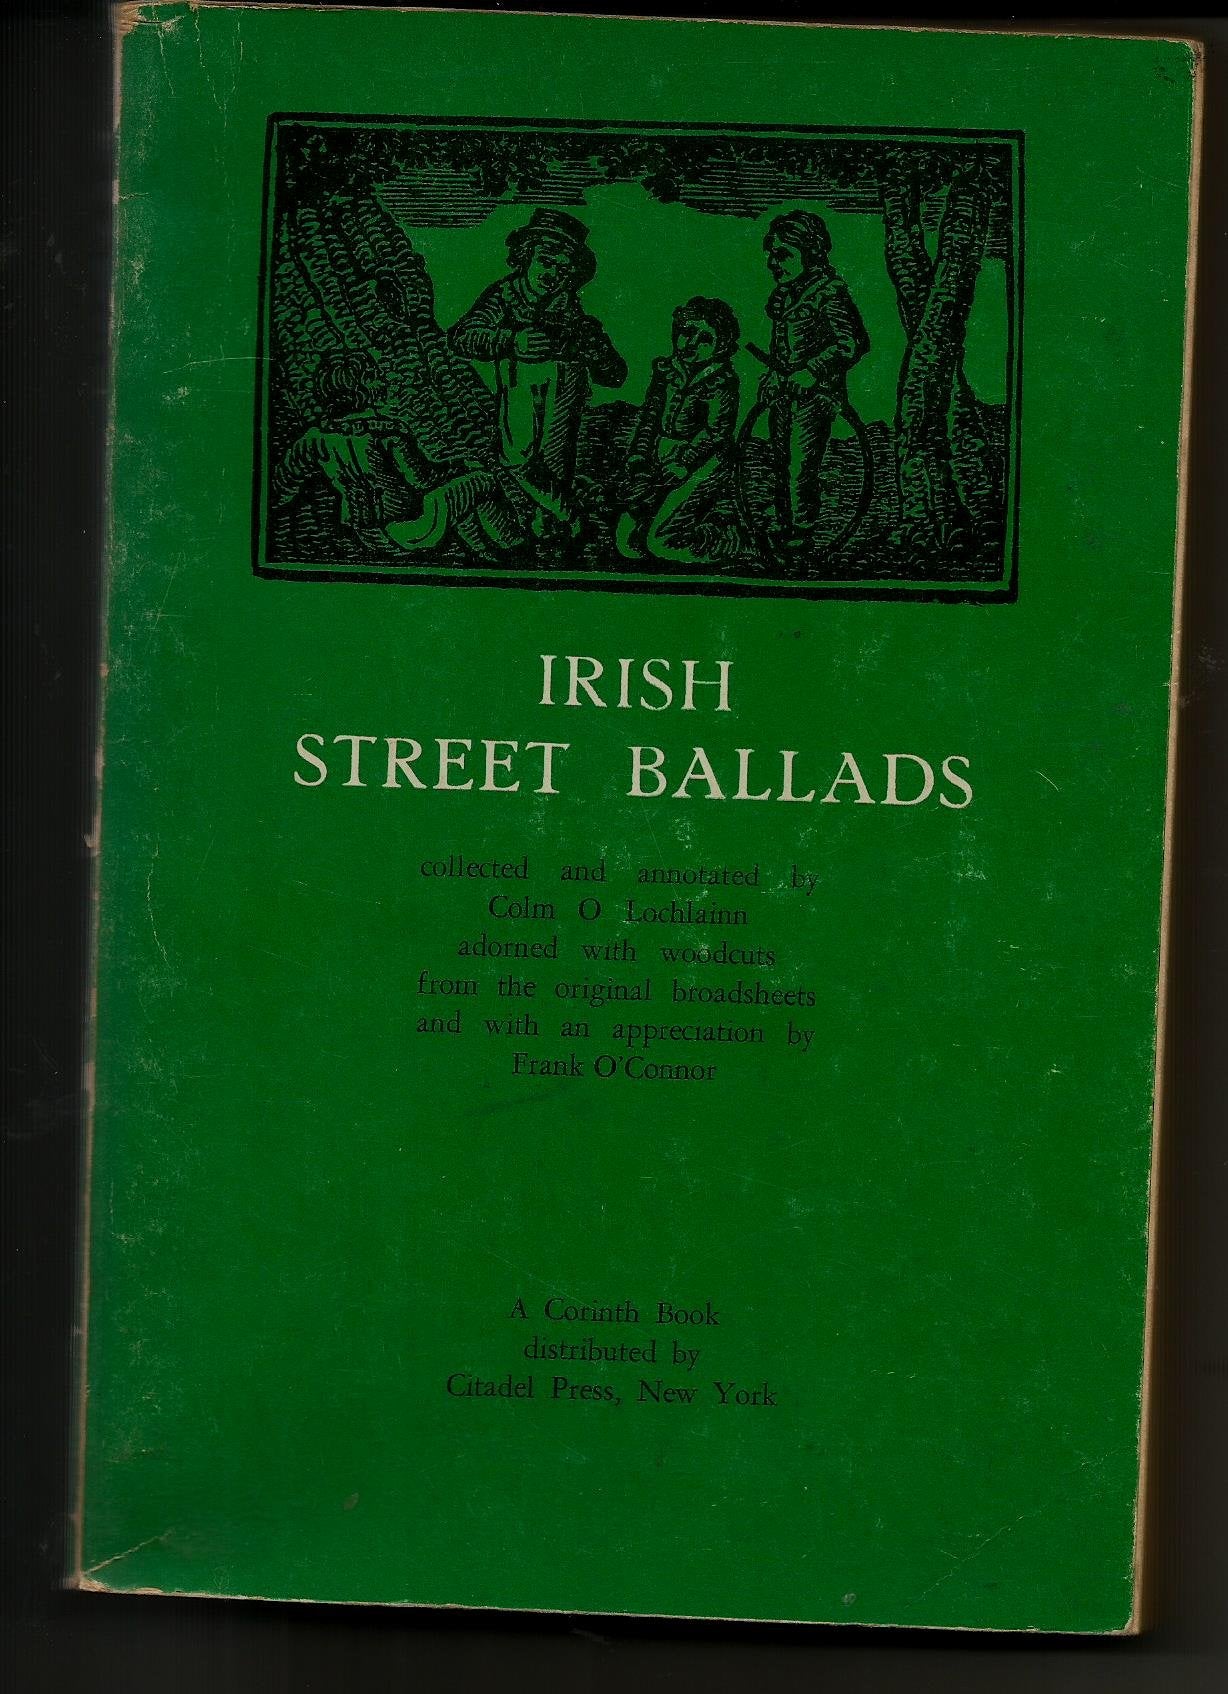 IRISH
STREET BALLADS
collected and annotated by
Colm O Lochlainn
adorned with woodcuts
from the original broadsheets
and with an appreciation by
Frank O'Connor
A Corinth Book
distributed by
Citadel Press, New York